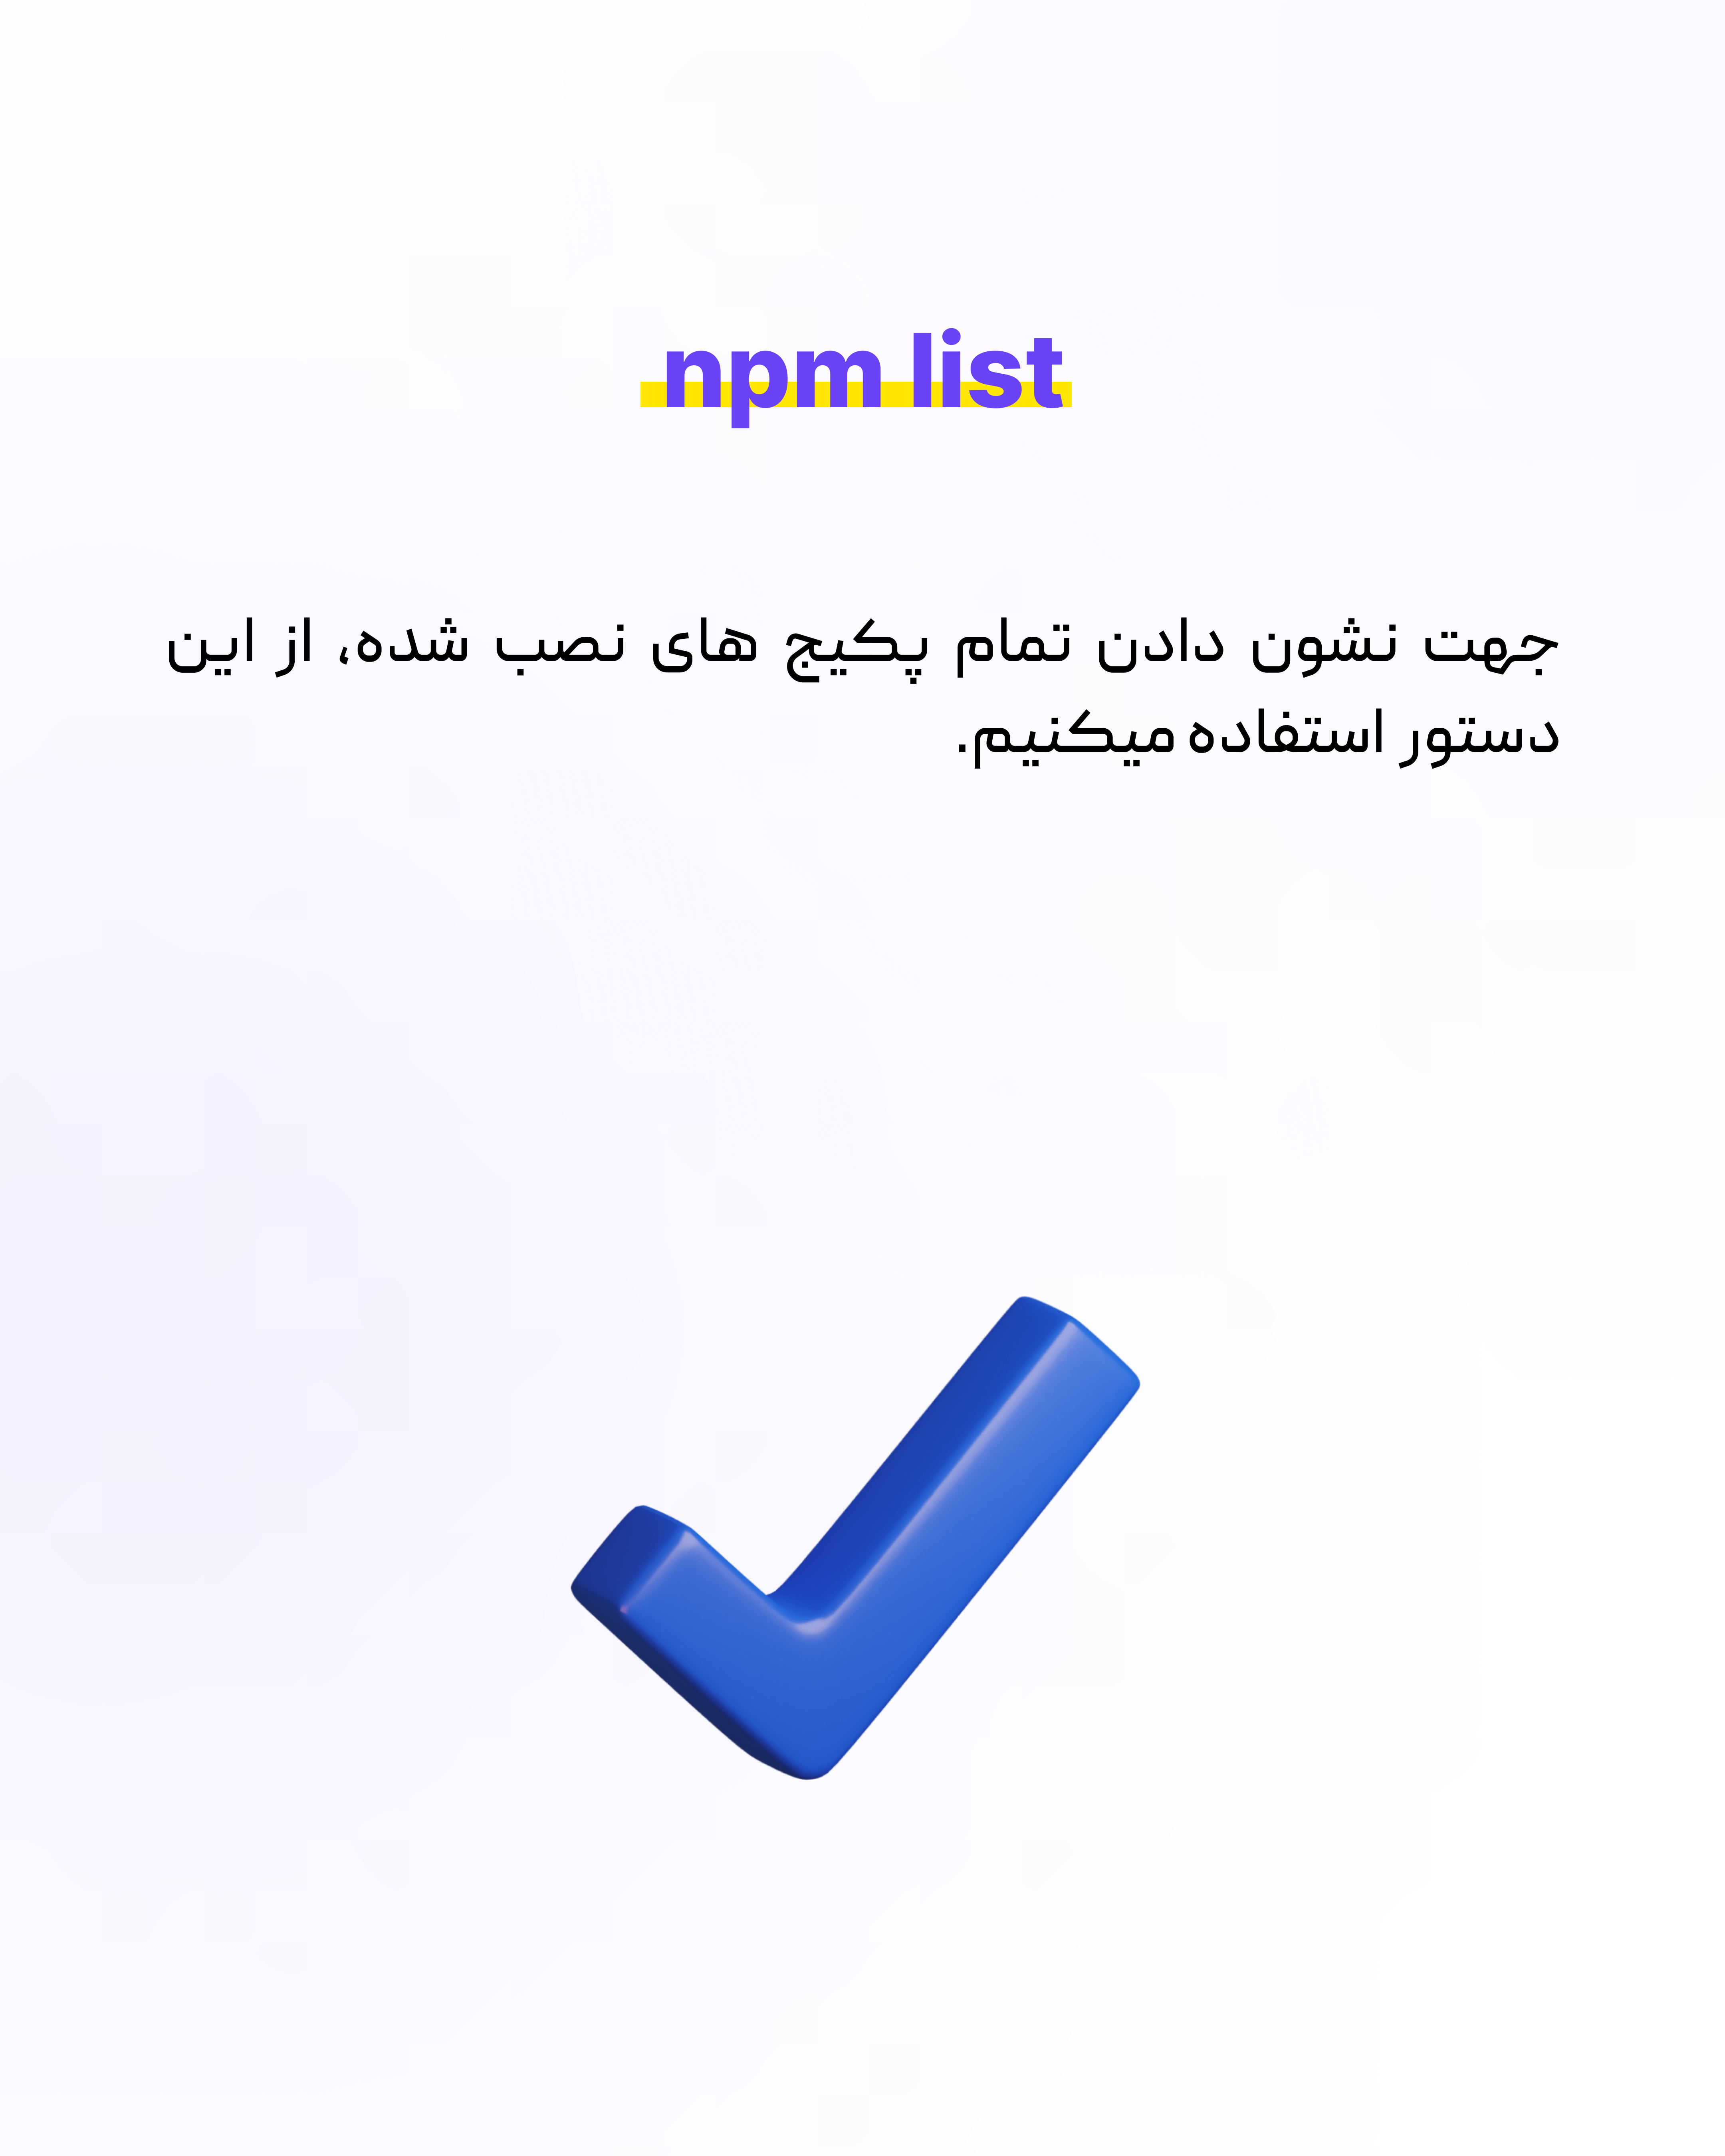 npm list
جهت نشون دادن تمام پکیج های نصب شده، از این
دستور استفاده میکنیم.